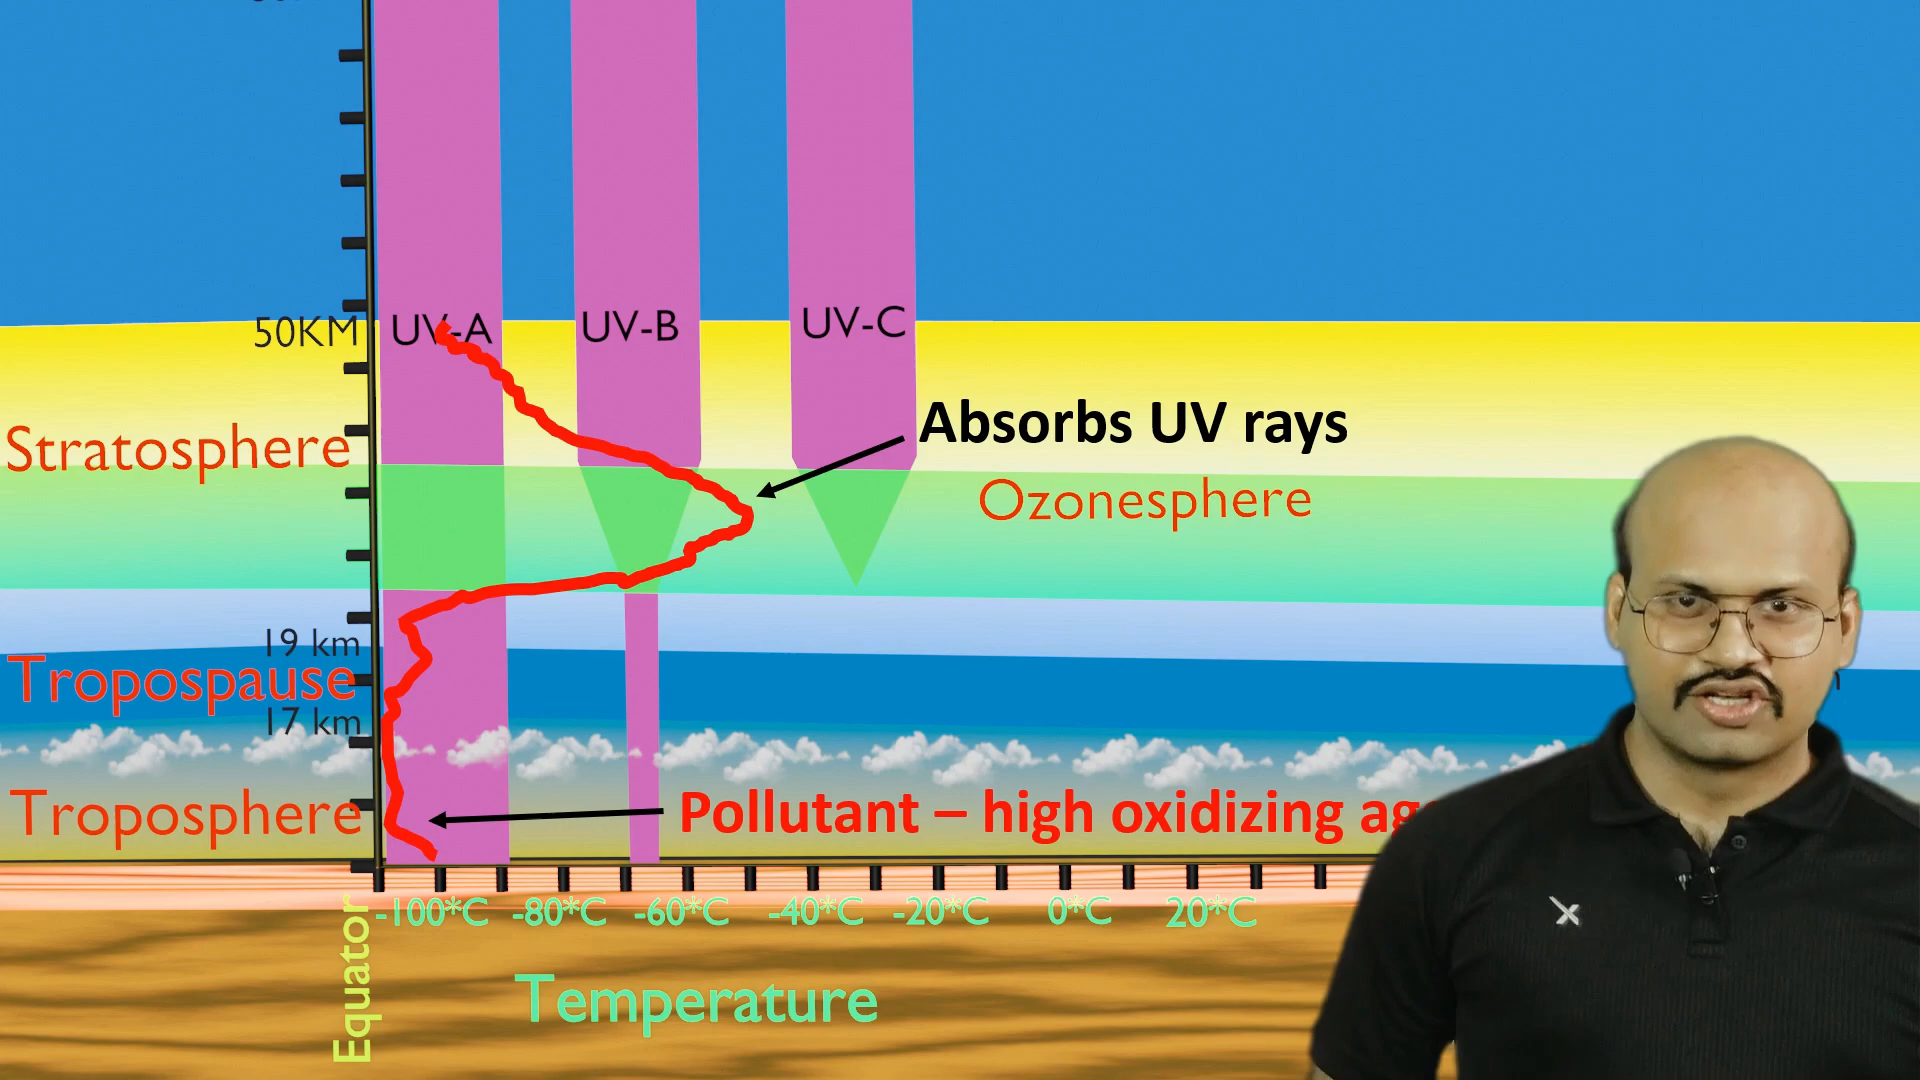 50KM
UV-A
UV-B
UV-C
Absorbs UV rays
Stratosphere
Ozonesphere
19 km
Tropospause
17 km
Troposphere
Pollutant – high oxidizing
-100*C -80*C -60*C -40*C -20*C 0*C 20*C
Equator
Temperature